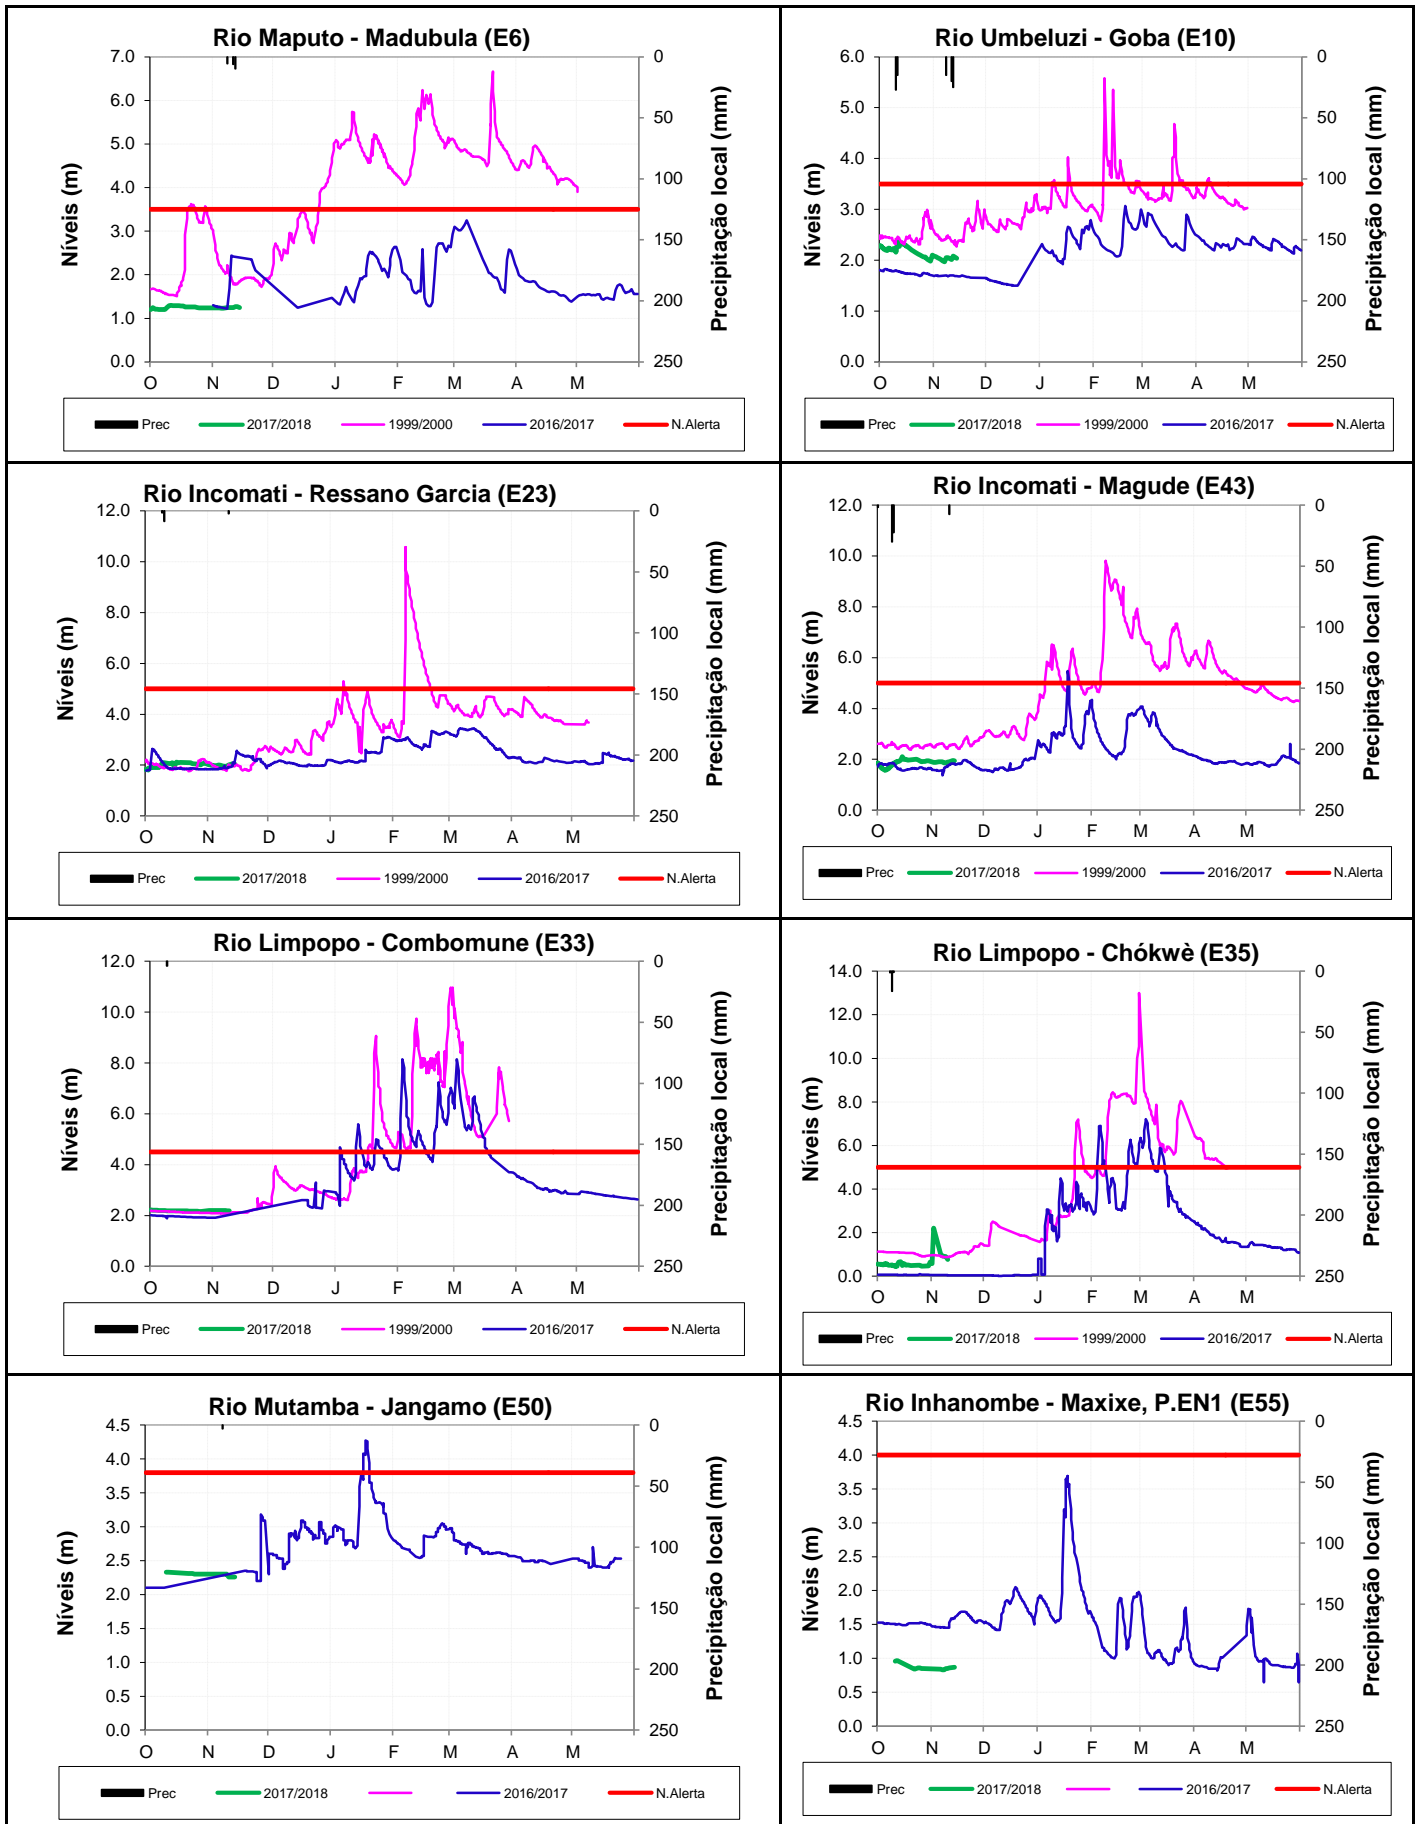 Rio Maputo - Madubula (E6)
Níveis (m)
7.0
6.0
5.0
4.0
3.0
2.0
1.0
0.0
0
50
100
150
200
250
Precipitação local (mm)
O N D J F M A M
Prec 2017/2018 1999/2000 2016/2017 N.Alerta
Rio Umbeluzi - Goba (E10)
Níveis (m)
6.0
5.0
4.0
3.0
2.0
1.0
0.0
0
50
100
150
200
250
Precipitação local (mm)
O N D J F M A M
Prec 2017/2018 1999/2000 2016/2017 N.Alerta
Rio Incomati - Ressano Garcia (E23)
Níveis (m)
12.0
10.0
8.0
6.0
4.0
2.0
0.0
0
50
100
150
200
250
Precipitação local (mm)
O N D J F M A M
Prec 2017/2018 1999/2000 2016/2017 N.Alerta
Rio Incomati - Magude (E43)
Níveis (m)
12.0
10.0
8.0
6.0
4.0
2.0
0.0
0
50
100
150
200
250
Precipitação local (mm)
O N D J F M A M
Prec 2017/2018 1999/2000 2016/2017 N.Alerta
Rio Limpopo - Combomune (E33)
Níveis (m)
12.0
10.0
8.0
6.0
4.0
2.0
0.0
0
50
100
150
200
250
Precipitação local (mm)
O N D J F M A M
Prec 2017/2018 1999/2000 2016/2017 N.Alerta
Rio Limpopo - Chókwè (E35)
Níveis (m)
14.0
12.0
10.0
8.0
6.0
4.0
2.0
0.0
0
50
100
150
200
250
Precipitação local (mm)
O N D J F M A M
Prec 2017/2018 1999/2000 2016/2017 N.Alerta
Rio Mutamba - Jangamo (E50)
Níveis (m)
4.5
4.0
3.5
3.0
2.5
2.0
1.5
1.0
0.5
0.0
0
50
100
150
200
250
Precipitação local (mm)
O N D J F M A M
Prec 2017/2018 2016/2017 N.Alerta
Rio Inhanombe - Maxixe, P.EN1 (E55)
Níveis (m)
4.5
4.0
3.5
3.0
2.5
2.0
1.5
1.0
0.5
0.0
0
50
100
150
200
250
Precipitação local (mm)
O N D J F M A M
Prec 2017/2018 2016/2017 N.Alerta